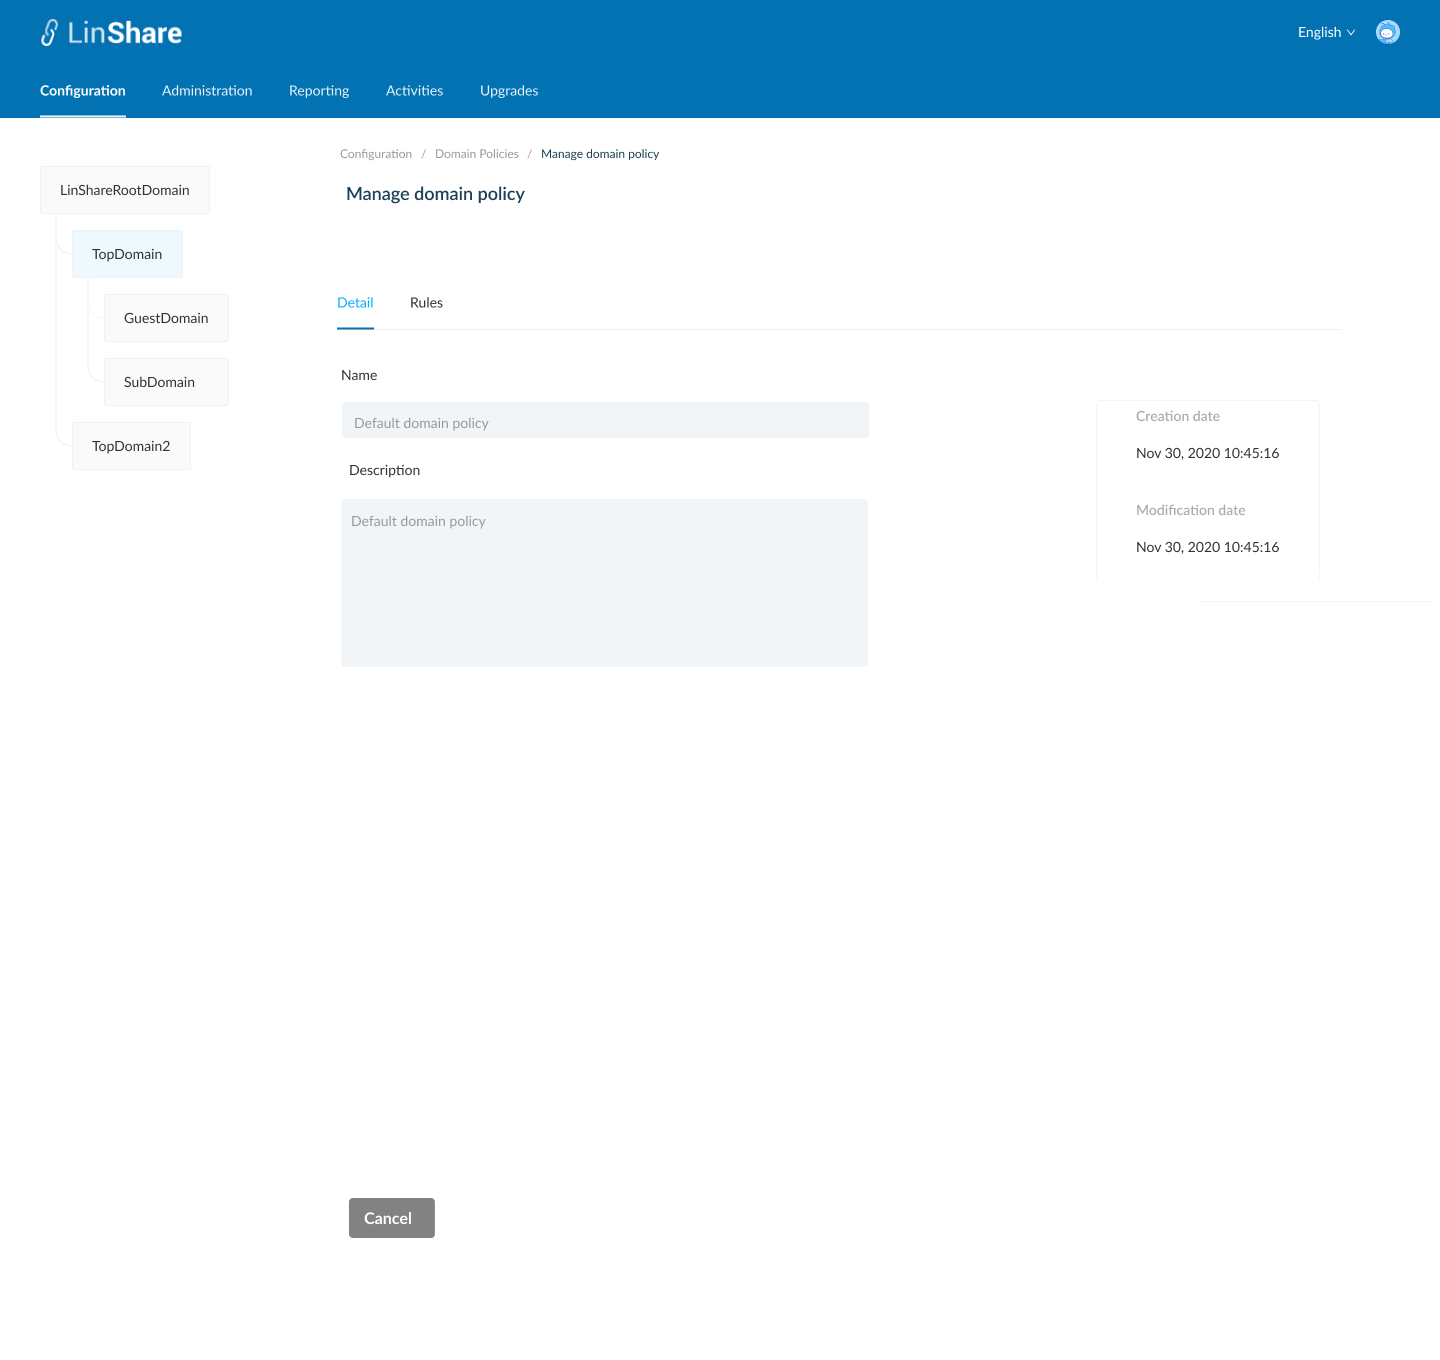 LinShare
English
Configuration
Administration
Reporting
Activities
Upgrades
LinShareRootDomain
TopDomain
GuestDomain
SubDomain
TopDomain2
Configuration / Domain Policies / Manage domain policy
Manage domain policy
Detail
Rules
Name
Default domain policy
Description
Default domain policy
Creation date
Nov 30, 2020 10:45:16
Modification date
Nov 30, 2020 10:45:16
Cancel